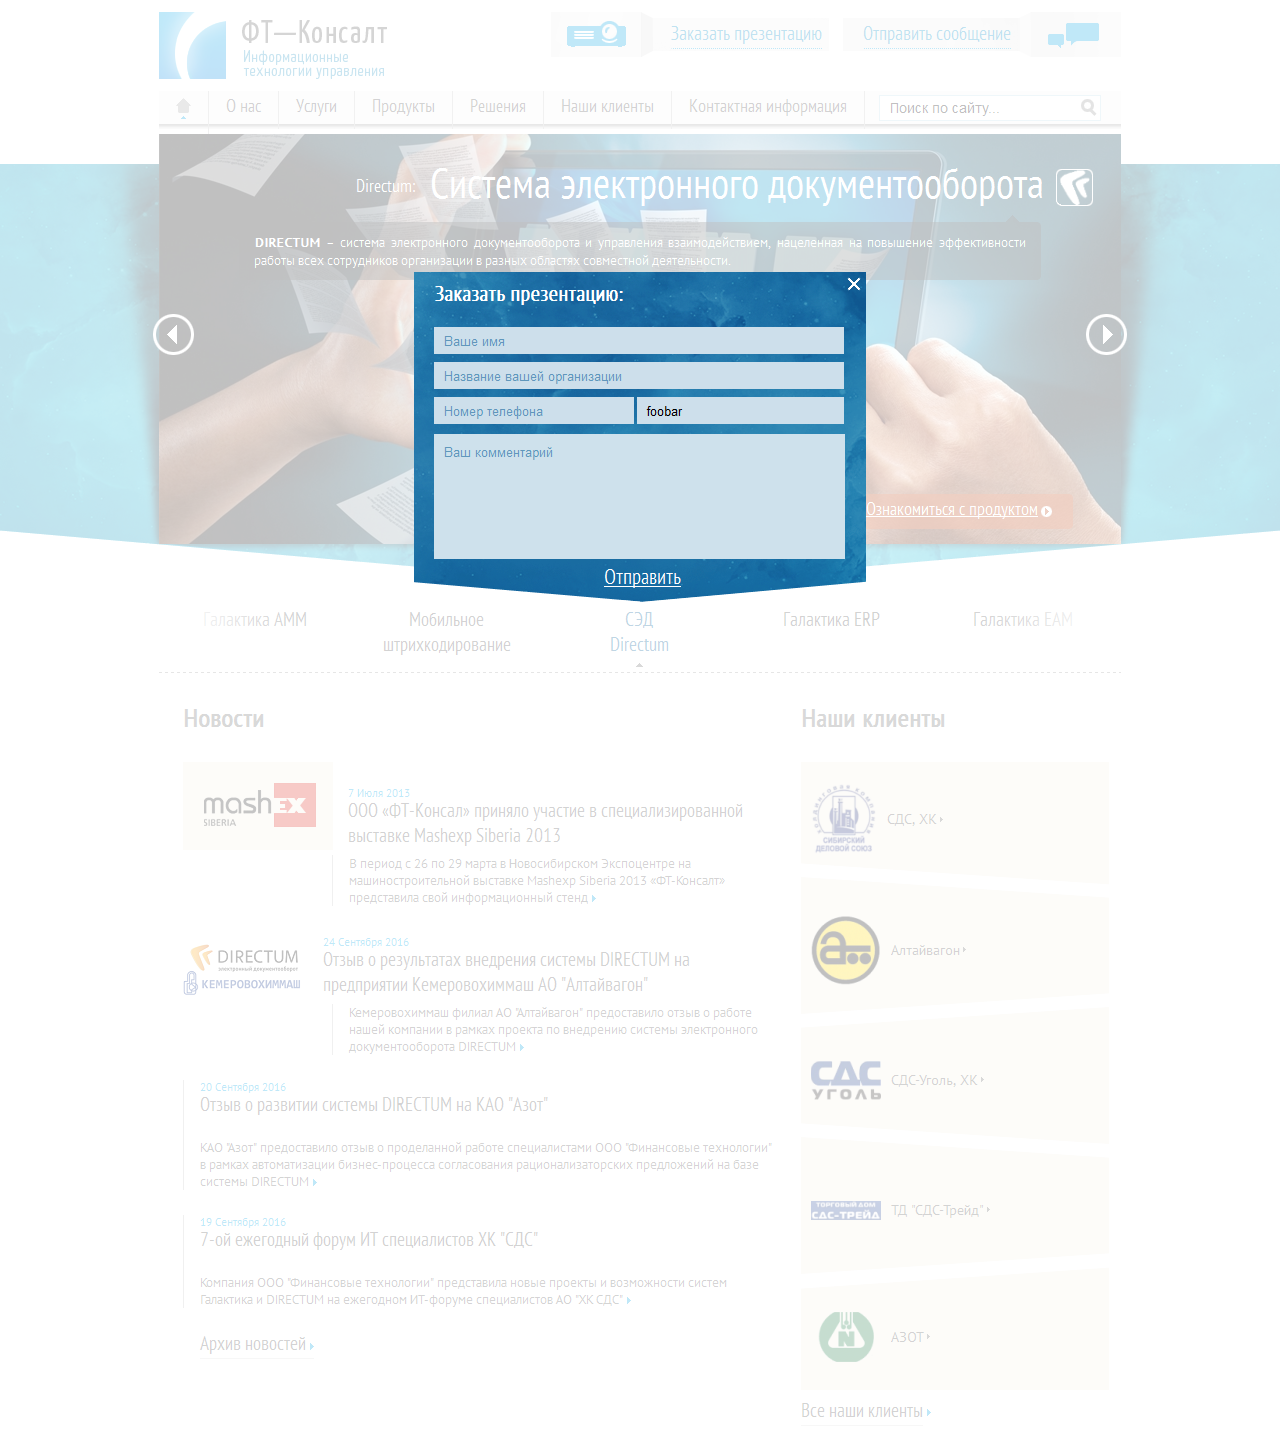 ФТ—Консалт
Информационные
технологии управления
Заказать презентацию
Отправить сообщение
О нас
Услуги
Продукты
Решения
Наши клиенты
Контактная информация
Поиск по сайту...
Directum: Система электронного документооборота
DIRECTUM – система электронного документооборота и управления взаимодействием, нацеленная на повышение эффективности
работы всех сотрудников организации в разных областях совместной деятельности.
Заказать презентацию:
Ваше имя
Название вашей организации
Номер телефона
foobar
Ваш комментарий
Отправить
Ознакомиться с продуктом
Галактика АММ
Мобильное
штрихкодирование
СЭД
Directum
Галактика ERP
Галактика EAM
Новости
mashEX
SIBERIA
7 Июля 2013
ООО «ФТ-Консал» приняло участие в специализированной
выставке Mashexp Siberia 2013
В период с 26 по 29 марта в Новосибирском Экспоцентре на
машиностроительной выставке Mashexp Siberia 2013 «ФТ-Консалт»
представила свой информационный стенд
DIRECTUM
электронный документооборот
КЕМЕРОВОХИММАШ
24 Сентября 2016
Отзыв о результатах внедрения системы DIRECTUM на
предприятии Кемеровохиммаш АО "Алтайвагон"
Кемеровохиммаш филиал АО "Алтайвагон" предоставило отзыв о работе
нашей компании в рамках проекта по внедрению системы электронного
документооборота DIRECTUM
20 Сентября 2016
Отзыв о развитии системы DIRECTUM на КАО "Азот"
КАО "Азот" предоставило отзыв о проделанной работе специалистами ООО "Финансовые технологии"
в рамках автоматизации бизнес-процесса согласования рационализаторских предложений на базе
системы DIRECTUM
19 Сентября 2016
7-ой ежегодный форум ИТ специалистов ХК "СДС"
Компания ООО "Финансовые технологии" представила новые проекты и возможности систем
Галактика и DIRECTUM на ежегодном ИТ-форуме специалистов АО "ХК СДС"
Архив новостей
Наши клиенты
СИБИРСКИЙ
ДЕЛОВОЙ СОЮЗ
СДС, ХК
Алтайвагон
СДС
УГОЛЬ
СДС-Уголь, ХК
ТОРГОВЫЙ ДОМ
СДС-ТРЕЙД
ТД "СДС-Трейд"
N
АЗОТ
Все наши клиенты